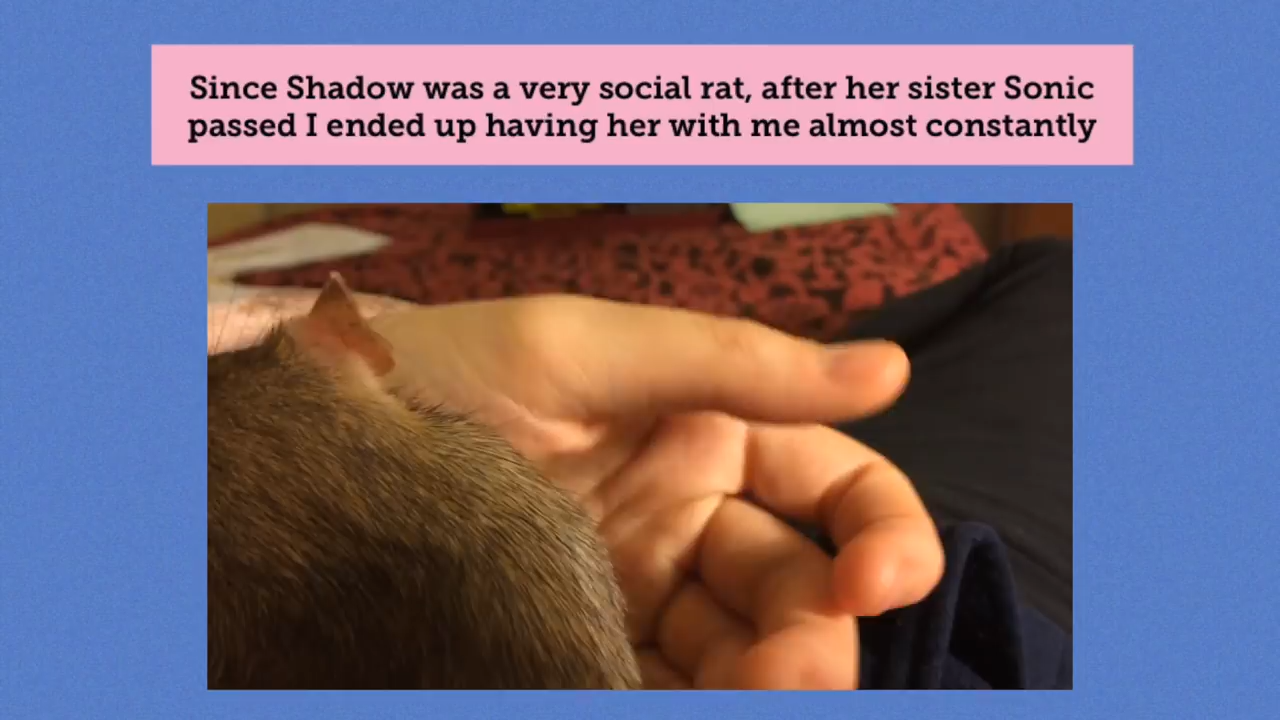 Since Shadow was a very social rat, after her sister Sonic
passed I ended up having her with me almost constantly